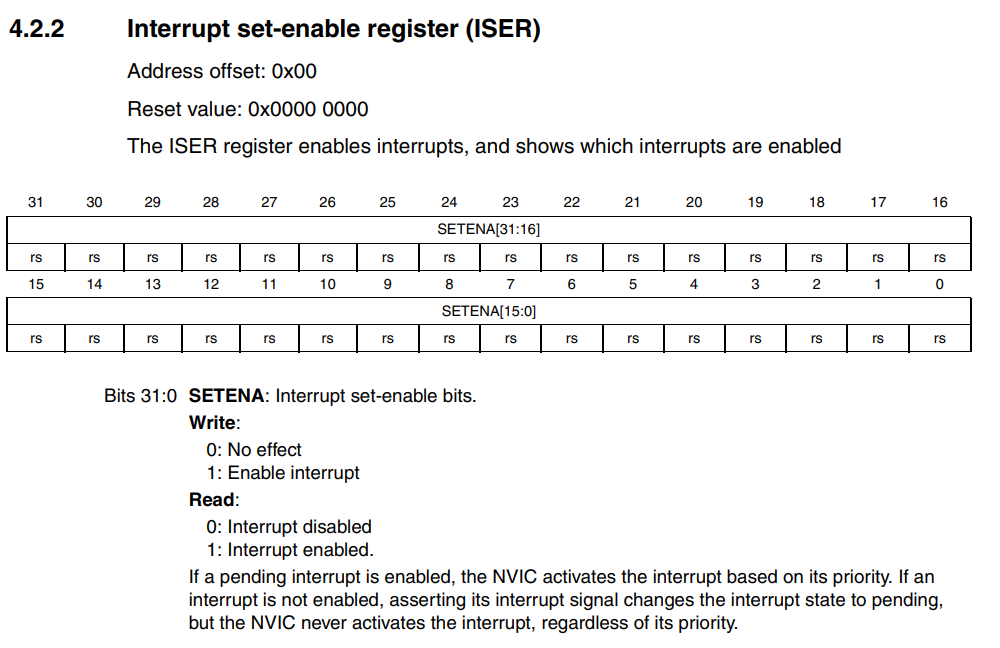 4.2.2 Interrupt set-enable register (ISER)
Address offset: 0x00
Reset value: 0x0000 0000
The ISER register enables interrupts, and shows which interrupts are enabled
31 30 29 28 27 26 25 24 23 22 21 20 19 18 17 16
SETENA[31:16]
rs rs rs rs rs rs rs rs rs rs rs rs rs rs rs rs
15 14 13 12 11 10 9 8 7 6 5 4 3 2 1 0
SETENA[15:0]
rs rs rs rs rs rs rs rs rs rs rs rs rs rs rs rs
Bits 31:0 SETENA: Interrupt set-enable bits.
Write:
0: No effect
1: Enable interrupt
Read:
0: Interrupt disabled
1: Interrupt enabled.
If a pending interrupt is enabled, the NVIC activates the interrupt based on its priority. If an
interrupt is not enabled, asserting its interrupt signal changes the interrupt state to pending,
but the NVIC never activates the interrupt, regardless of its priority.